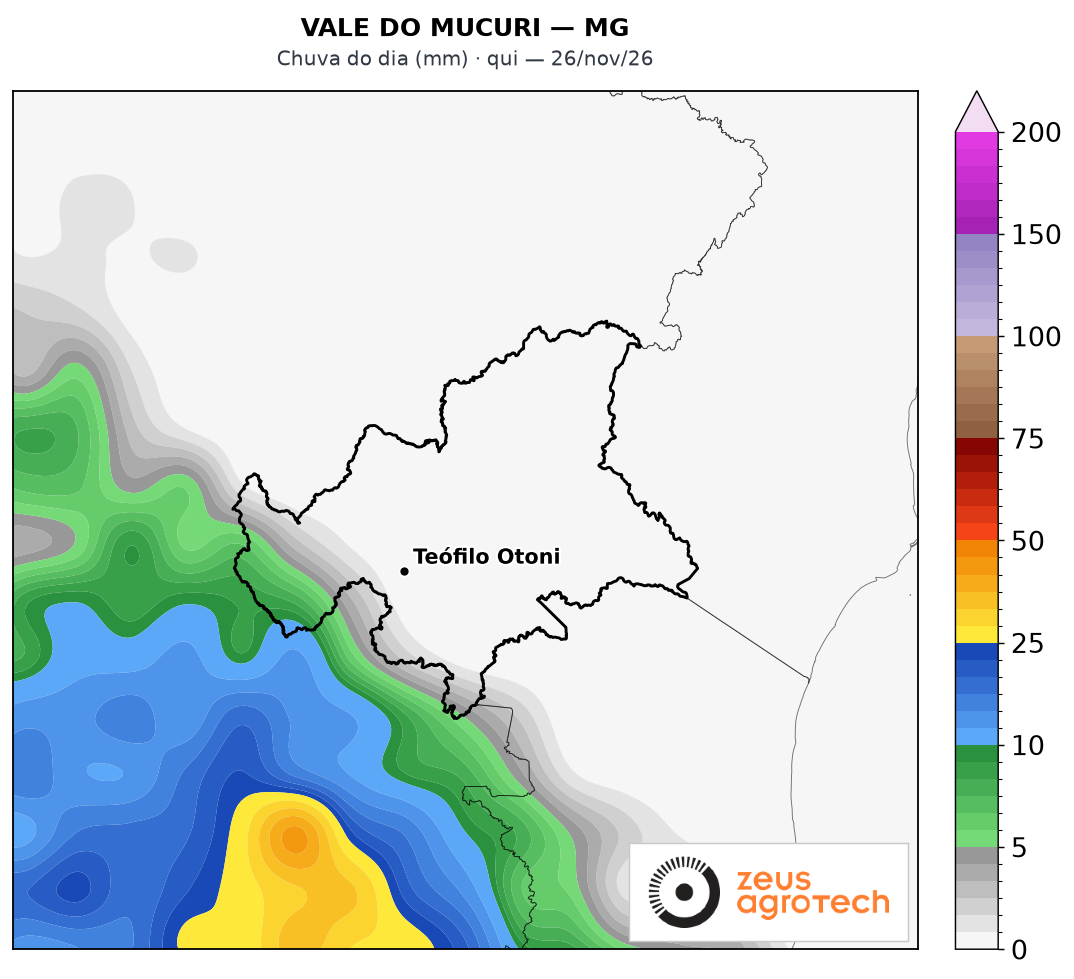 VALE DO MUCURI — MG
Chuva do dia (mm) · qui — 26/nov/26
200
150
100
75
50
25
10
5
0
Teófilo Otoni
zeus
agrotech